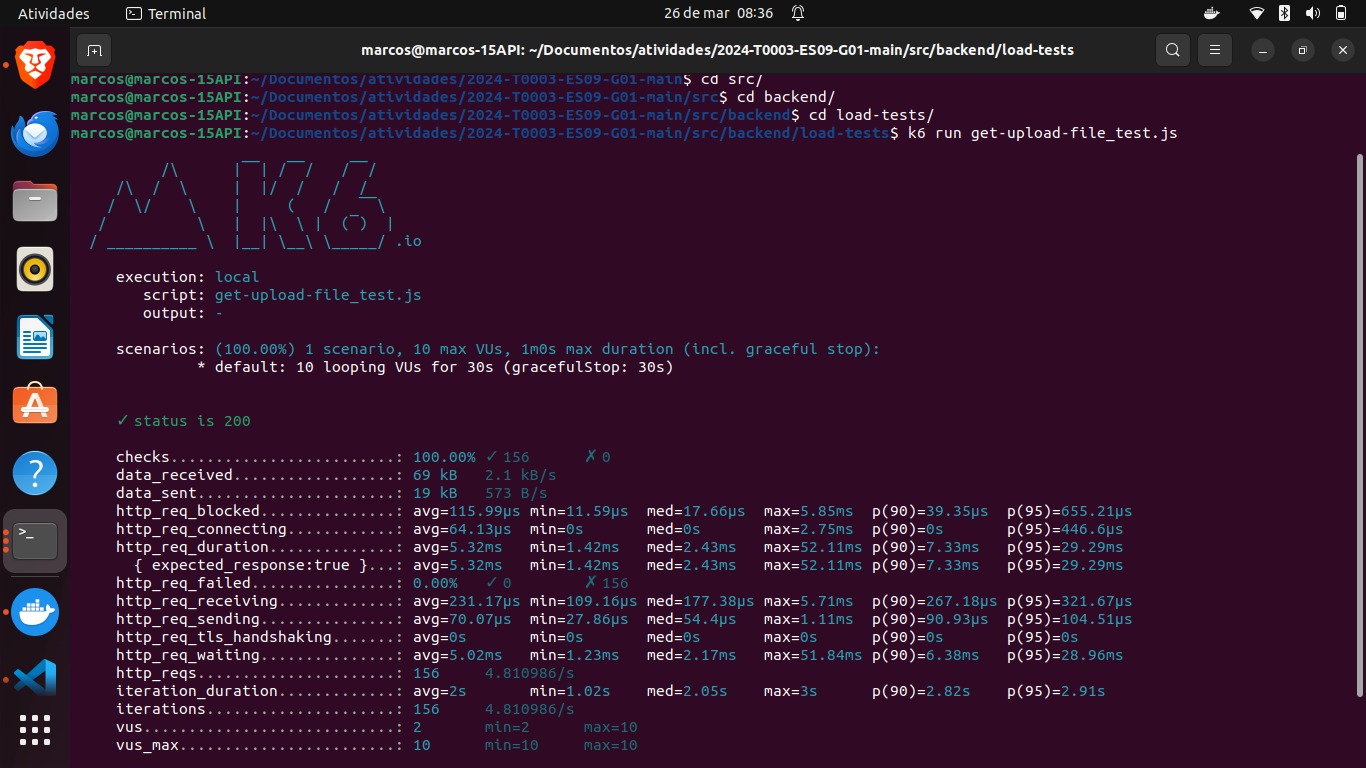 Atividades Terminal 26 de mar 08:36
marcos@marcos-15API: ~/Documentos/atividades/2024-T0003-ES09-G01-main/src/backend/load-tests
marcos@marcos-15API:~/Documentos/atividades/2024-T0003-ES09-G01-main$ cd src/
marcos@marcos-15API:~/Documentos/atividades/2024-T0003-ES09-G01-main/src$ cd backend/
marcos@marcos-15API:~/Documentos/atividades/2024-T0003-ES09-G01-main/src/backend$ cd load-tests/
marcos@marcos-15API:~/Documentos/atividades/2024-T0003-ES09-G01-main/src/backend/load-tests$ k6 run get-upload-file_test.js
K6 .io
execution: local
script: get-upload-file_test.js
output: -
scenarios: (100.00%) 1 scenario, 10 max VUs, 1m0s max duration (incl. graceful stop):
* default: 10 looping VUs for 30s (gracefulStop: 30s)
✓ status is 200
checks.........................: 100.00% ✓ 156 ✗ 0
data_received..................: 69 kB 2.1 kB/s
data_sent......................: 19 kB 573 B/s
http_req_blocked...............: avg=115.99µs min=11.59µs med=17.66µs max=5.85ms p(90)=39.35µs p(95)=655.21µs
http_req_connecting............: avg=64.13µs min=0s med=0s max=2.75ms p(90)=0s p(95)=446.6µs
http_req_duration..............: avg=5.32ms min=1.42ms med=2.43ms max=52.11ms p(90)=7.33ms p(95)=29.29ms
{ expected_response:true }...: avg=5.32ms min=1.42ms med=2.43ms max=52.11ms p(90)=7.33ms p(95)=29.29ms
http_req_failed................: 0.00% ✓ 0 ✗ 156
http_req_receiving.............: avg=231.17µs min=109.16µs med=177.38µs max=5.71ms p(90)=267.18µs p(95)=321.67µs
http_req_sending...............: avg=70.07µs min=27.86µs med=54.4µs max=1.11ms p(90)=90.93µs p(95)=104.51µs
http_req_tls_handshaking.......: avg=0s min=0s med=0s max=0s p(90)=0s p(95)=0s
http_req_waiting...............: avg=5.02ms min=1.23ms med=2.17ms max=51.84ms p(90)=6.38ms p(95)=28.96ms
http_reqs......................: 156 4.810986/s
iteration_duration.............: avg=2s min=1.02s med=2.05s max=3s p(90)=2.82s p(95)=2.91s
iterations.....................: 156 4.810986/s
vus............................: 2 min=2 max=10
vus_max........................: 10 min=10 max=10